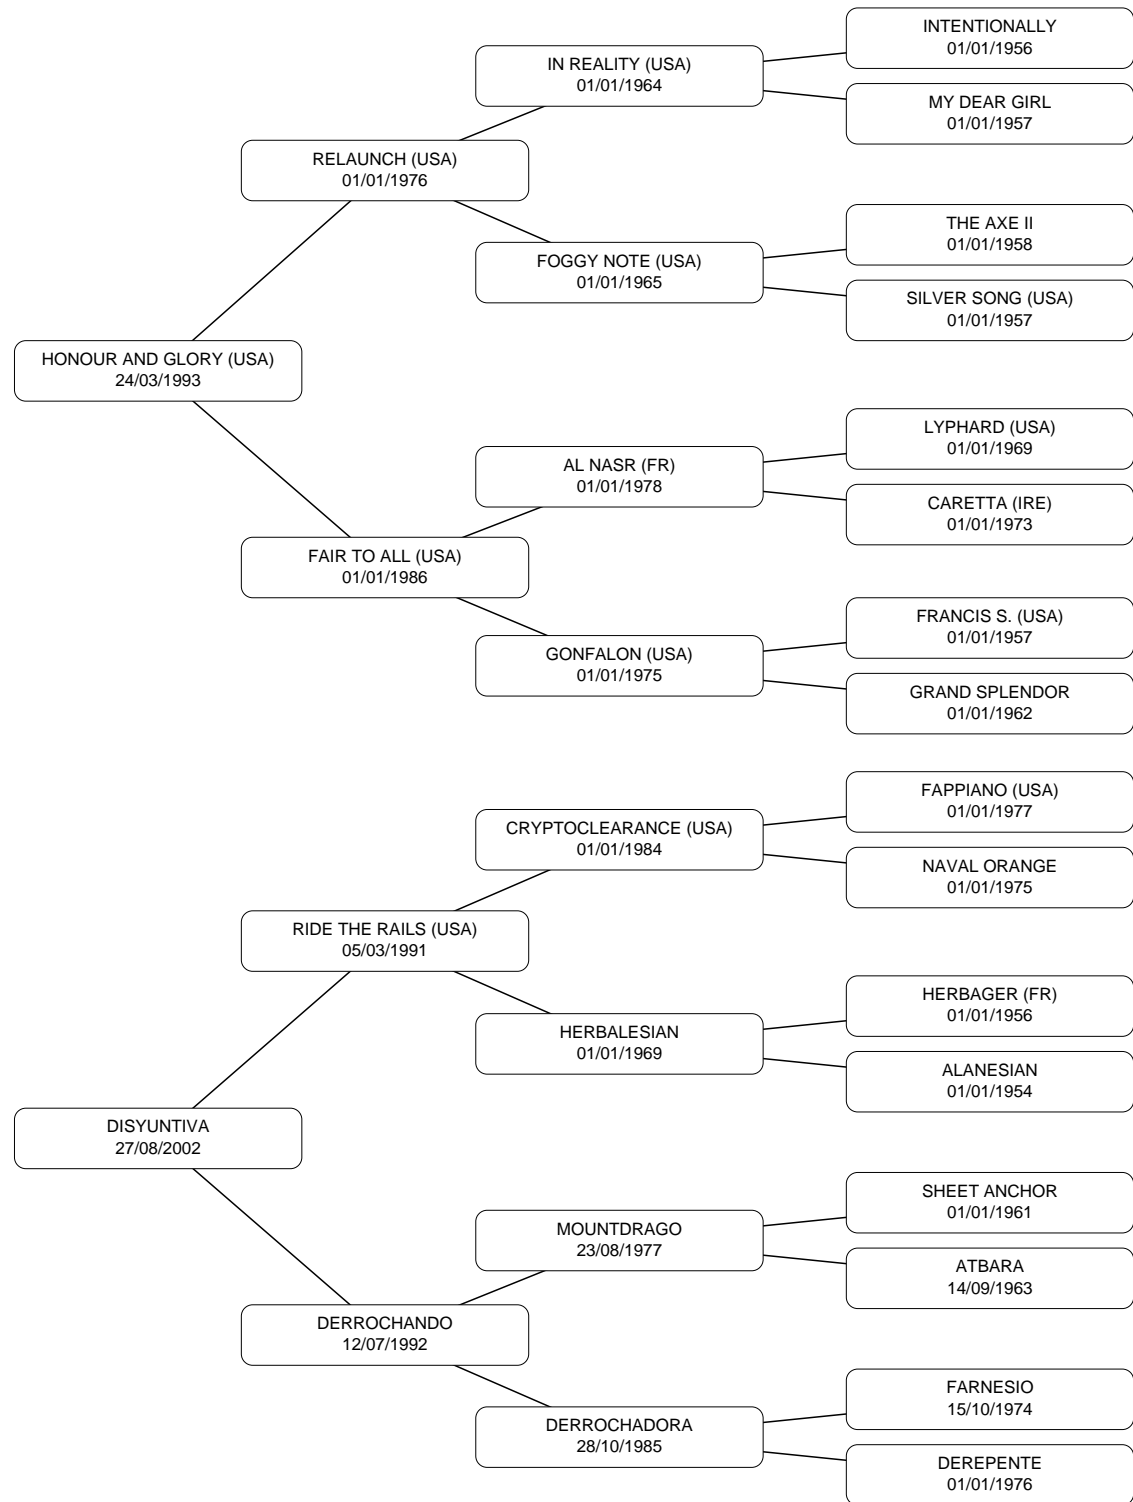 INTENTIONALLY
01/01/1956
IN REALITY (USA)
01/01/1964
MY DEAR GIRL
01/01/1957
RELAUNCH (USA)
01/01/1976
THE AXE II
01/01/1958
FOGGY NOTE (USA)
01/01/1965
SILVER SONG (USA)
01/01/1957
HONOUR AND GLORY (USA)
24/03/1993
LYPHARD (USA)
01/01/1969
AL NASR (FR)
01/01/1978
CARETTA (IRE)
01/01/1973
FAIR TO ALL (USA)
01/01/1986
FRANCIS S. (USA)
01/01/1957
GONFALON (USA)
01/01/1975
GRAND SPLENDOR
01/01/1962
FAPPIANO (USA)
01/01/1977
CRYPTOCLEARANCE (USA)
01/01/1984
NAVAL ORANGE
01/01/1975
RIDE THE RAILS (USA)
05/03/1991
HERBAGER (FR)
01/01/1956
HERBALESIAN
01/01/1969
ALANESIAN
01/01/1954
DISYUNTIVA
27/08/2002
SHEET ANCHOR
01/01/1961
MOUNTDRAGO
23/08/1977
ATBARA
14/09/1963
DERROCHANDO
12/07/1992
FARNESIO
15/10/1974
DERROCHADORA
28/10/1985
DEREPENTE
01/01/1976